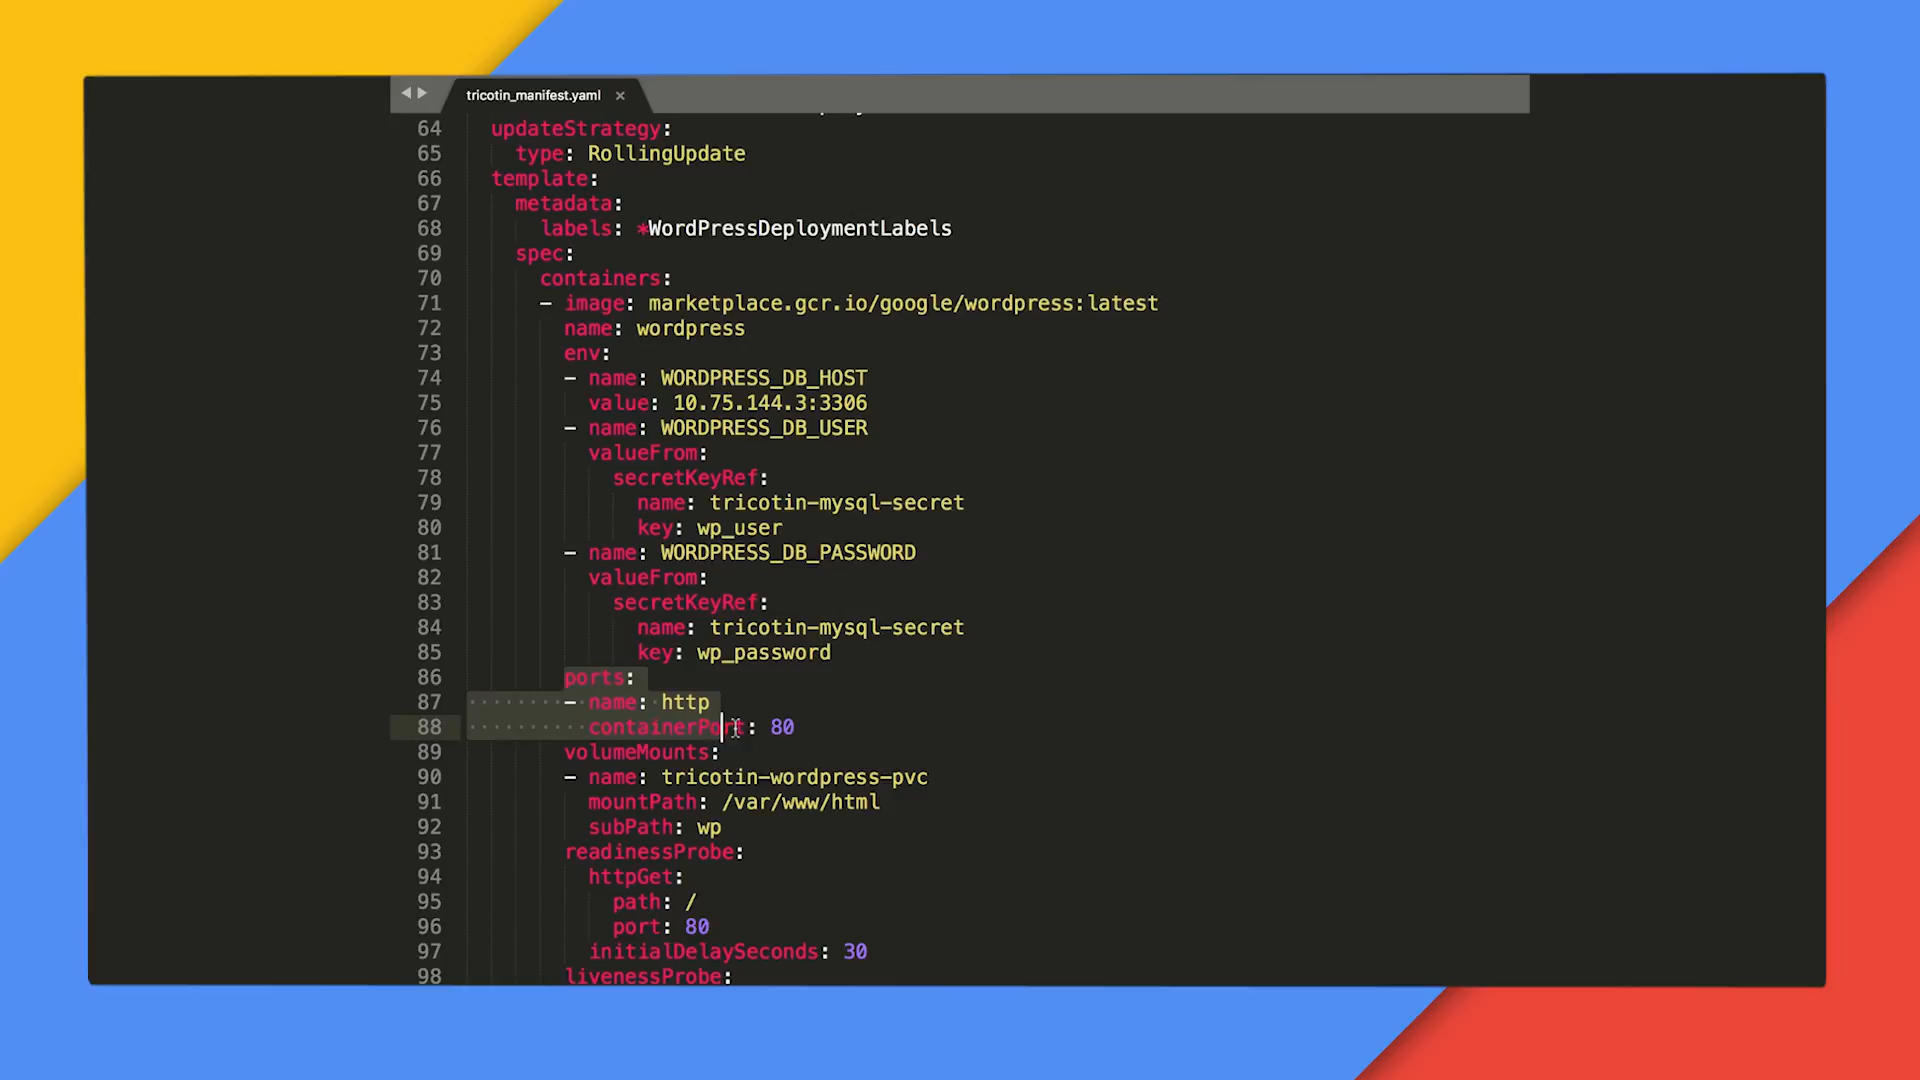 tricotin_manifest.yaml ×
64 updateStrategy:
65 type: RollingUpdate
66 template:
67 metadata:
68 labels: *WordPressDeploymentLabels
69 spec:
70 containers:
71 - image: marketplace.gcr.io/google/wordpress:latest
72 name: wordpress
73 env:
74 - name: WORDPRESS_DB_HOST
75 value: 10.75.144.3:3306
76 - name: WORDPRESS_DB_USER
77 valueFrom:
78 secretKeyRef:
79 name: tricotin-mysql-secret
80 key: wp_user
81 - name: WORDPRESS_DB_PASSWORD
82 valueFrom:
83 secretKeyRef:
84 name: tricotin-mysql-secret
85 key: wp_password
86 ports:
87 - name: http
88 containerPort: 80
89 volumeMounts:
90 - name: tricotin-wordpress-pvc
91 mountPath: /var/www/html
92 subPath: wp
93 readinessProbe:
94 httpGet:
95 path: /
96 port: 80
97 initialDelaySeconds: 30
98 livenessProbe: